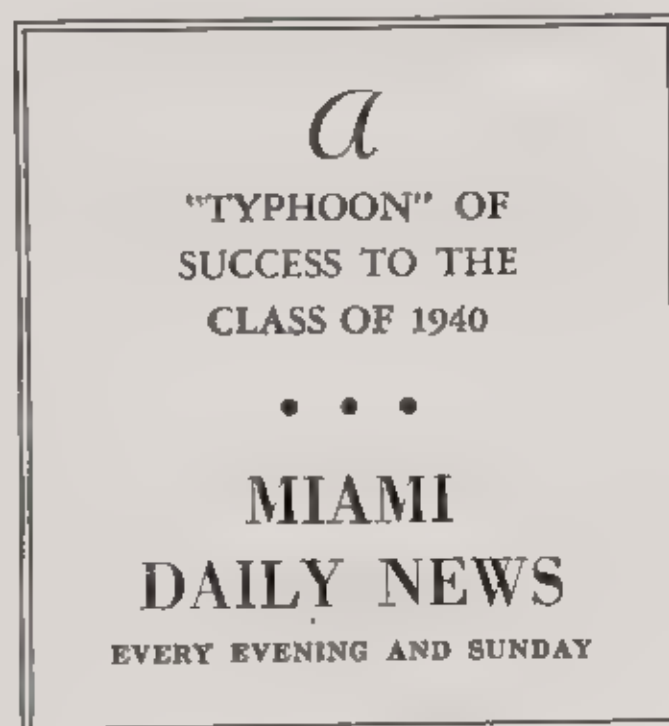 a
"TYPHOON" OF
SUCCESS TO THE
CLASS OF 1940
• • •
MIAMI
DAILY NEWS
EVERY EVENING AND SUNDAY